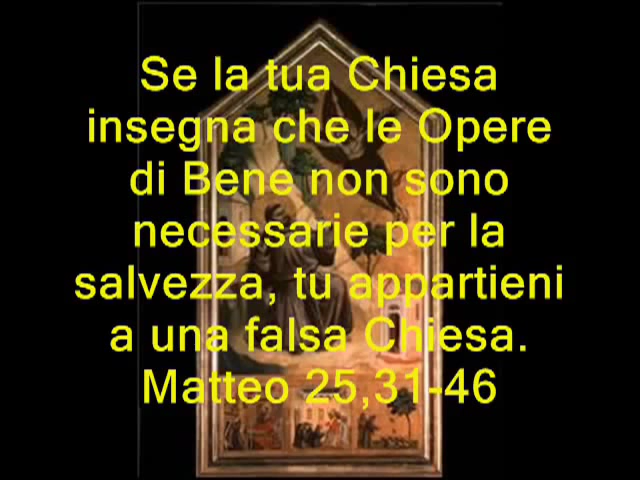 Se la tua Chiesa
insegna che le Opere
di Bene non sono
necessarie per la
salvezza, tu appartieni
a una falsa Chiesa.
Matteo 25,31-46